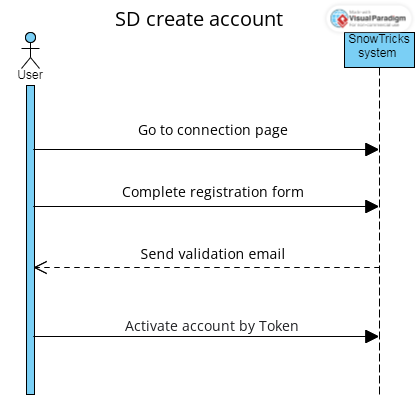 SD create account
Made with
Visual Paradigm
For non-commercial use
User
SnowTricks
system
Go to connection page
Complete registration form
Send validation email
Activate account by Token